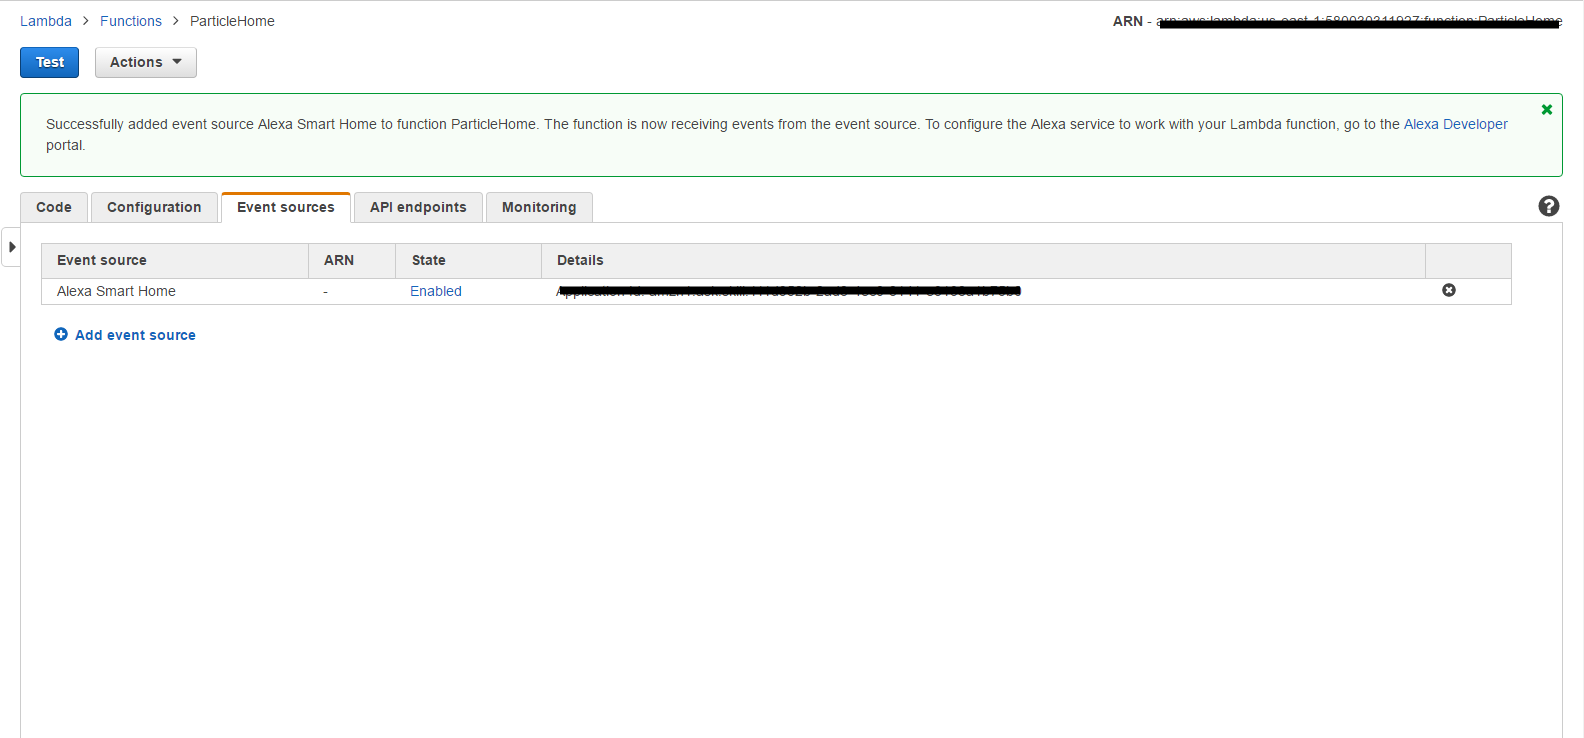 Lambda > Functions > ParticleHome
ARN -
Test
Actions
Successfully added event source Alexa Smart Home to function ParticleHome. The function is now receiving events from the event source. To configure the Alexa service to work with your Lambda function, go to the Alexa Developer
portal.
Code Configuration Event sources API endpoints Monitoring
Event source ARN State Details
Alexa Smart Home - Enabled
Add event source